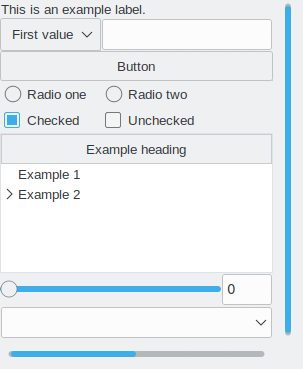 This is an example label.
First value
Button
Radio one Radio two
Checked Unchecked
Example heading
Example 1
Example 2
0